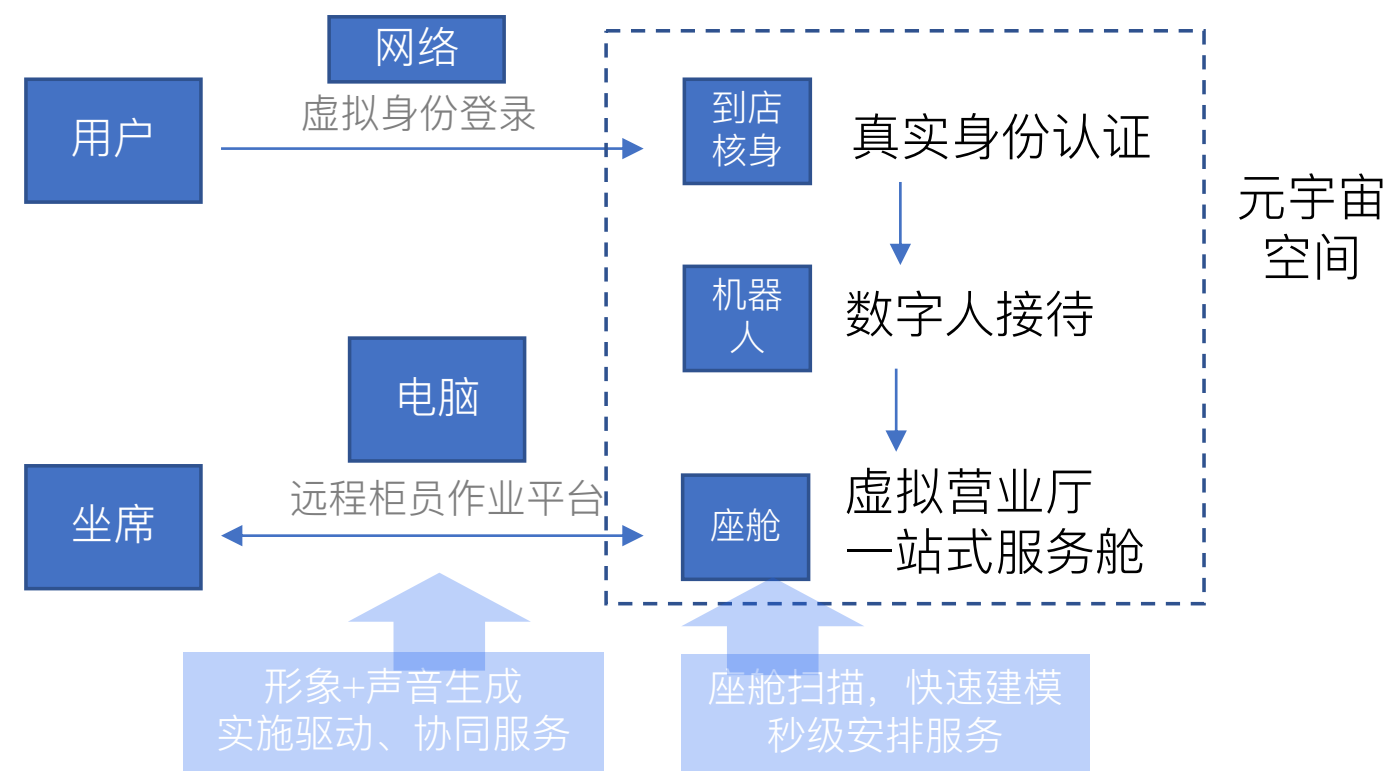 网络
用户
虚拟身份登录
到店
核身
真实身份认证
元宇宙
空间
机器
人
数字人接待
电脑
坐席
远程柜员作业平台
座舱
虚拟营业厅
一站式服务舱
形象+声音生成
实施驱动、协同服务
座舱扫描，快速建模
秒级安排服务